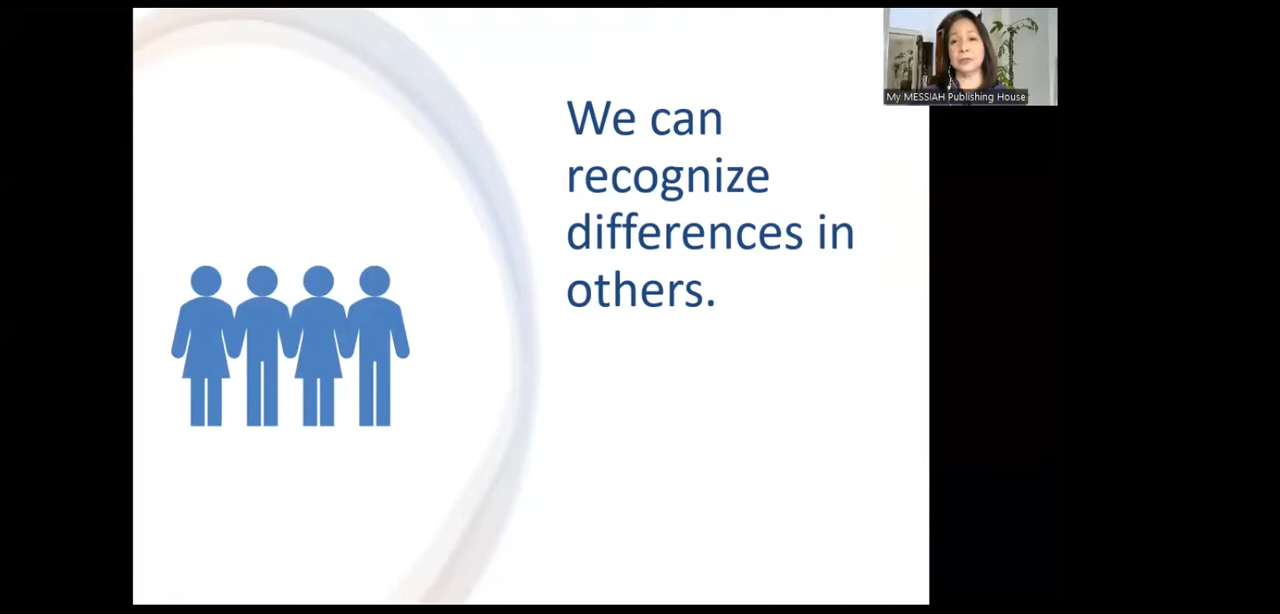 We can
recognize
differences in
others.
My MESSIAH Publishing House